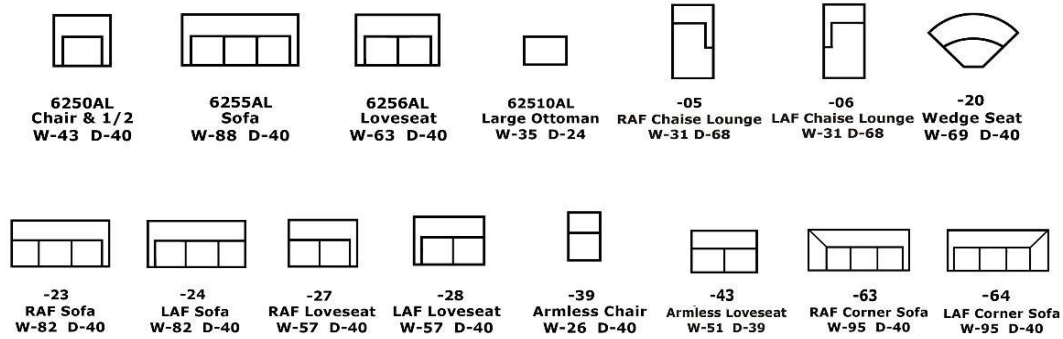 6250AL
Chair & 1/2
W-43 D-40
6255AL
Sofa
W-88 D-40
6256AL
Loveseat
W-63 D-40
62510AL
Large Ottoman
W-35 D-24
-05
RAF Chaise Lounge
W-31 D-68
-06
LAF Chaise Lounge
W-31 D-68
-20
Wedge Seat
W-69 D-40
-23
RAF Sofa
W-82 D-40
-24
LAF Sofa
W-82 D-40
-27
RAF Loveseat
W-57 D-40
-28
LAF Loveseat
W-57 D-40
-39
Armless Chair
W-26 D-40
-43
Armless Loveseat
W-51 D-39
-63
RAF Corner Sofa
W-95 D-40
-64
LAF Corner Sofa
W-95 D-40